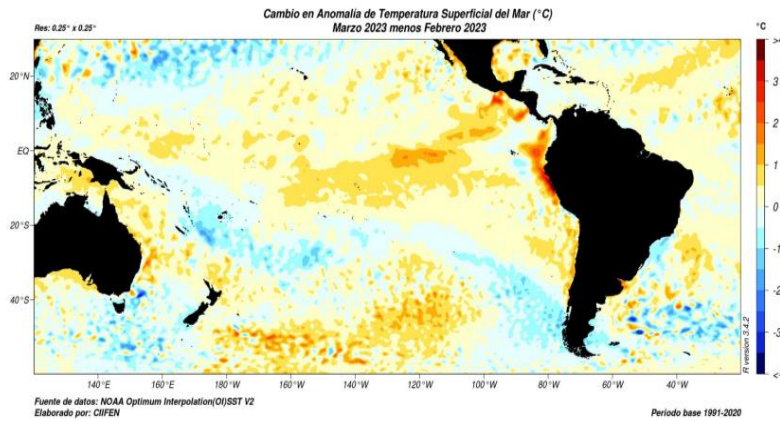 Cambio en Anomalía de Temperatura Superficial del Mar (°C)
Marzo 2023 menos Febrero 2023
Res: 0.25° x 0.25°
°C
20°N
EQ
20°S
40°S
140°E
160°E
180°
160°W
140°W
120°W
100°W
80°W
60°W
40°W
3
2
1
0
-1
-2
-3
R version 3.4.2
Fuente de datos: NOAA Optimum Interpolation(OI)SST V2
Elaborado por: CIIFEN
Periodo base 1991-2020